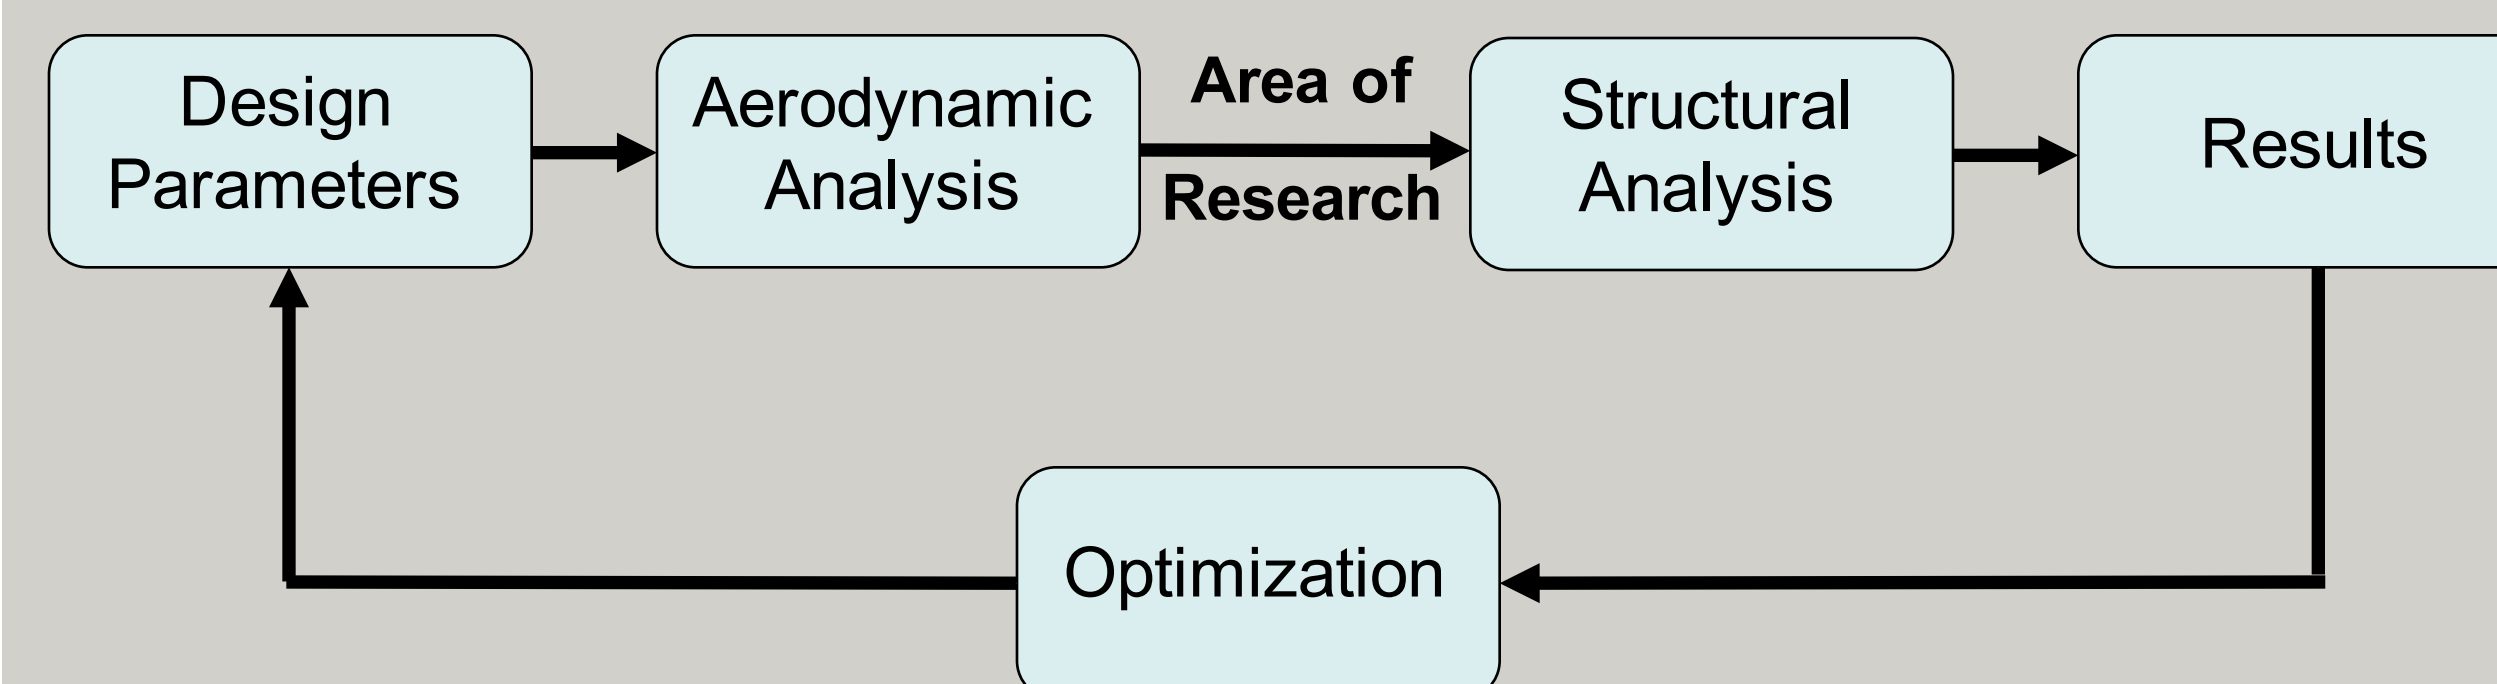 Design
Parameters
Aerodynamic
Analysis
Area of
Research
Structural
Analysis
Results
Optimization